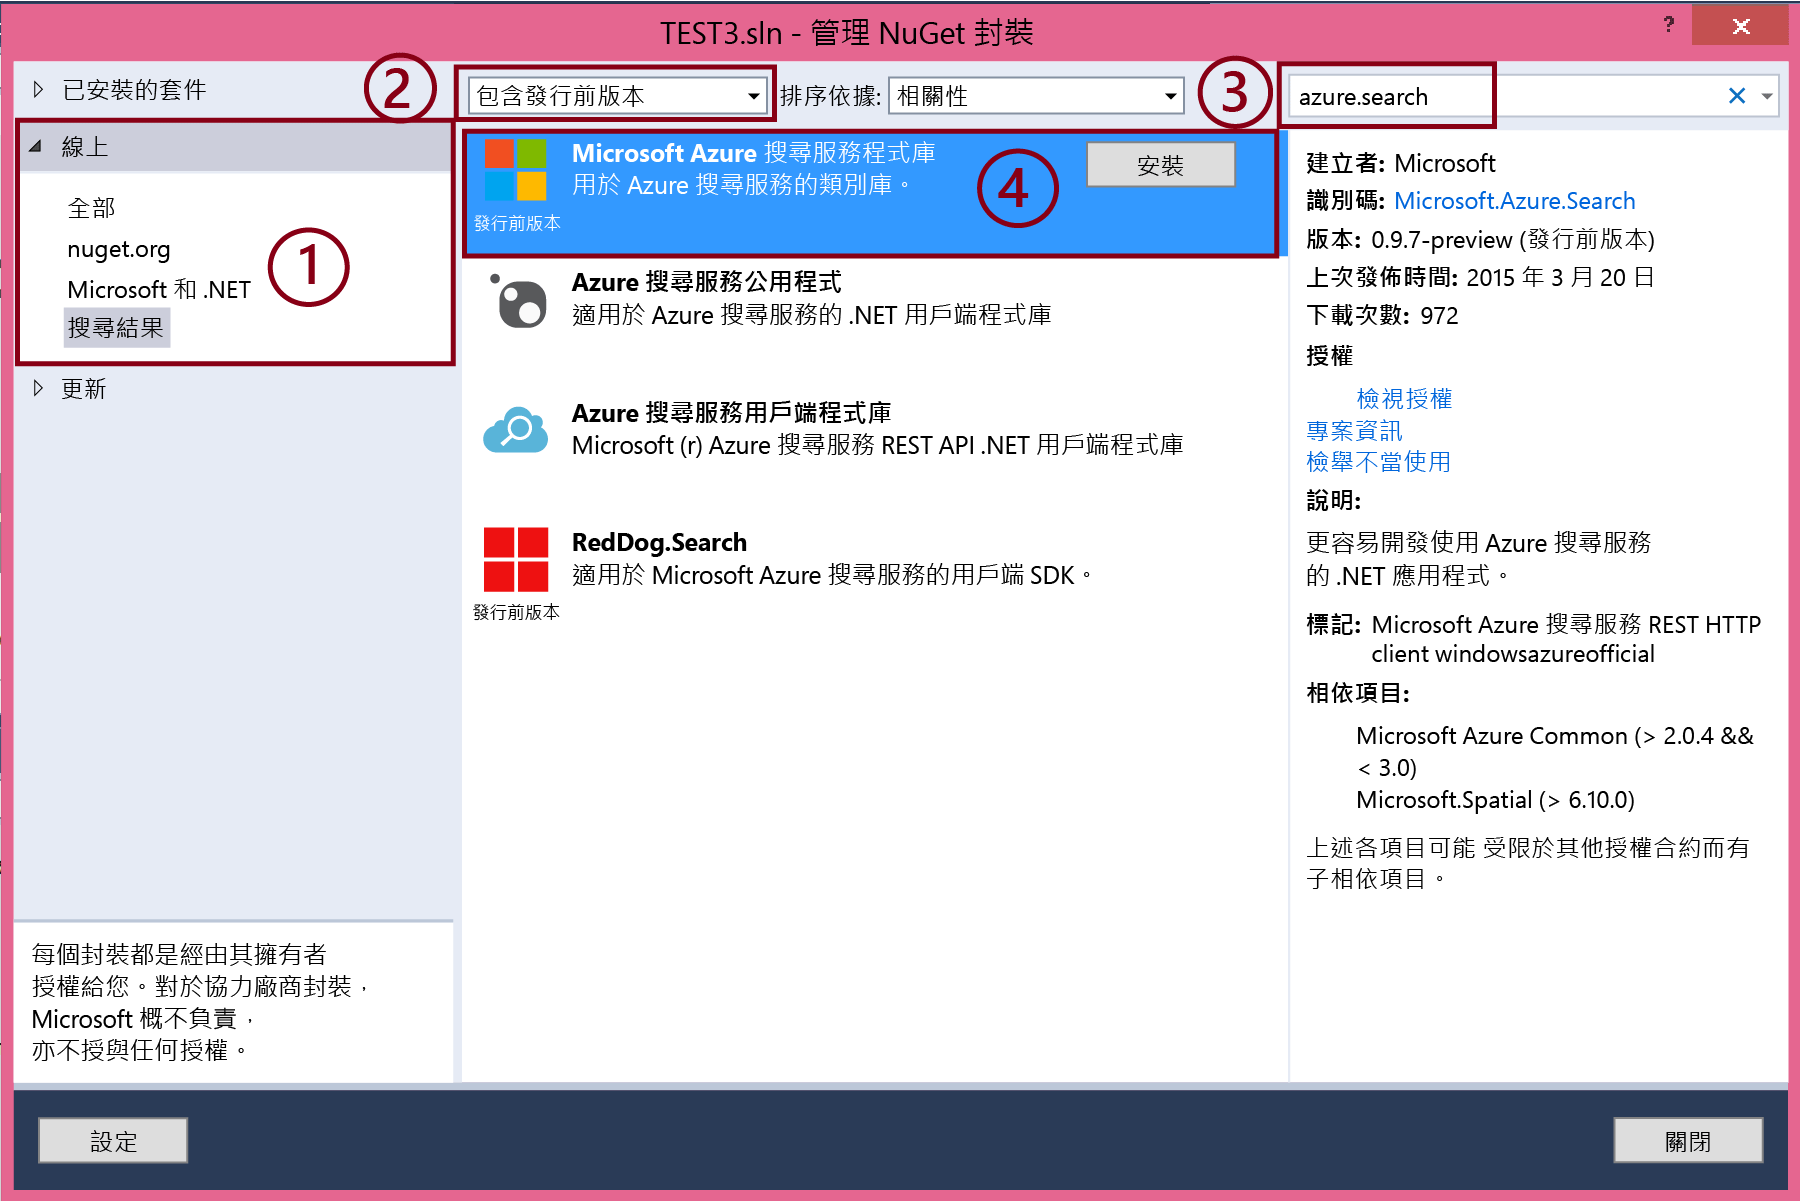 TEST3.sln - 管理 NuGet 封裝
?
已安裝的套件
線上
全部
nuget.org
Microsoft 和 .NET
搜尋結果
1
更新
每個封裝都是經由其擁有者
授權給您。對於協力廠商封裝，
Microsoft 概不負責，
亦不授與任何授權。
2
包含發行前版本
排序依據:
相關性
3
azure.search
Microsoft Azure 搜尋服務程式庫
用於 Azure 搜尋服務的類別庫。
發行前版本
4
安裝
Azure 搜尋服務公用程式
適用於 Azure 搜尋服務的 .NET 用戶端程式庫
Azure 搜尋服務用戶端程式庫
Microsoft (r) Azure 搜尋服務 REST API .NET 用戶端程式庫
RedDog.Search
適用於 Microsoft Azure 搜尋服務的用戶端 SDK。
發行前版本
建立者: Microsoft
識別碼: Microsoft.Azure.Search
版本: 0.9.7-preview (發行前版本)
上次發佈時間: 2015 年 3 月 20 日
下載次數: 972
授權
檢視授權
專案資訊
檢舉不當使用
說明:
更容易開發使用 Azure 搜尋服務
的 .NET 應用程式。
標記: Microsoft Azure 搜尋服務 REST HTTP
client windowsazureofficial
相依項目:
Microsoft Azure Common (> 2.0.4 &&
< 3.0)
Microsoft.Spatial (> 6.10.0)
上述各項目可能 受限於其他授權合約而有
子相依項目。
設定
關閉